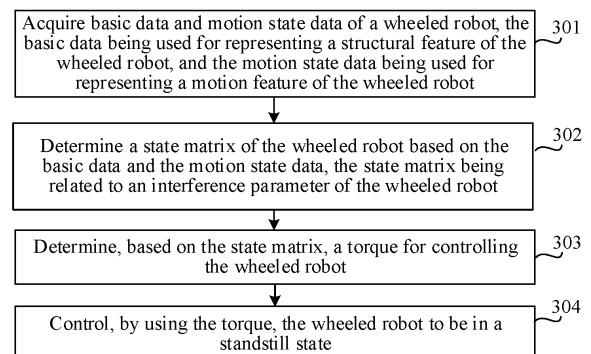 Acquire basic data and motion state data of a wheeled robot, the
basic data being used for representing a structural feature of the
wheeled robot, and the motion state data being used for
representing a motion feature of the wheeled robot
301
Determine a state matrix of the wheeled robot based on the
basic data and the motion state data, the state matrix being
related to an interference parameter of the wheeled robot
302
Determine, based on the state matrix, a torque for controlling
the wheeled robot
303
Control, by using the torque, the wheeled robot to be in a
standstill state
304